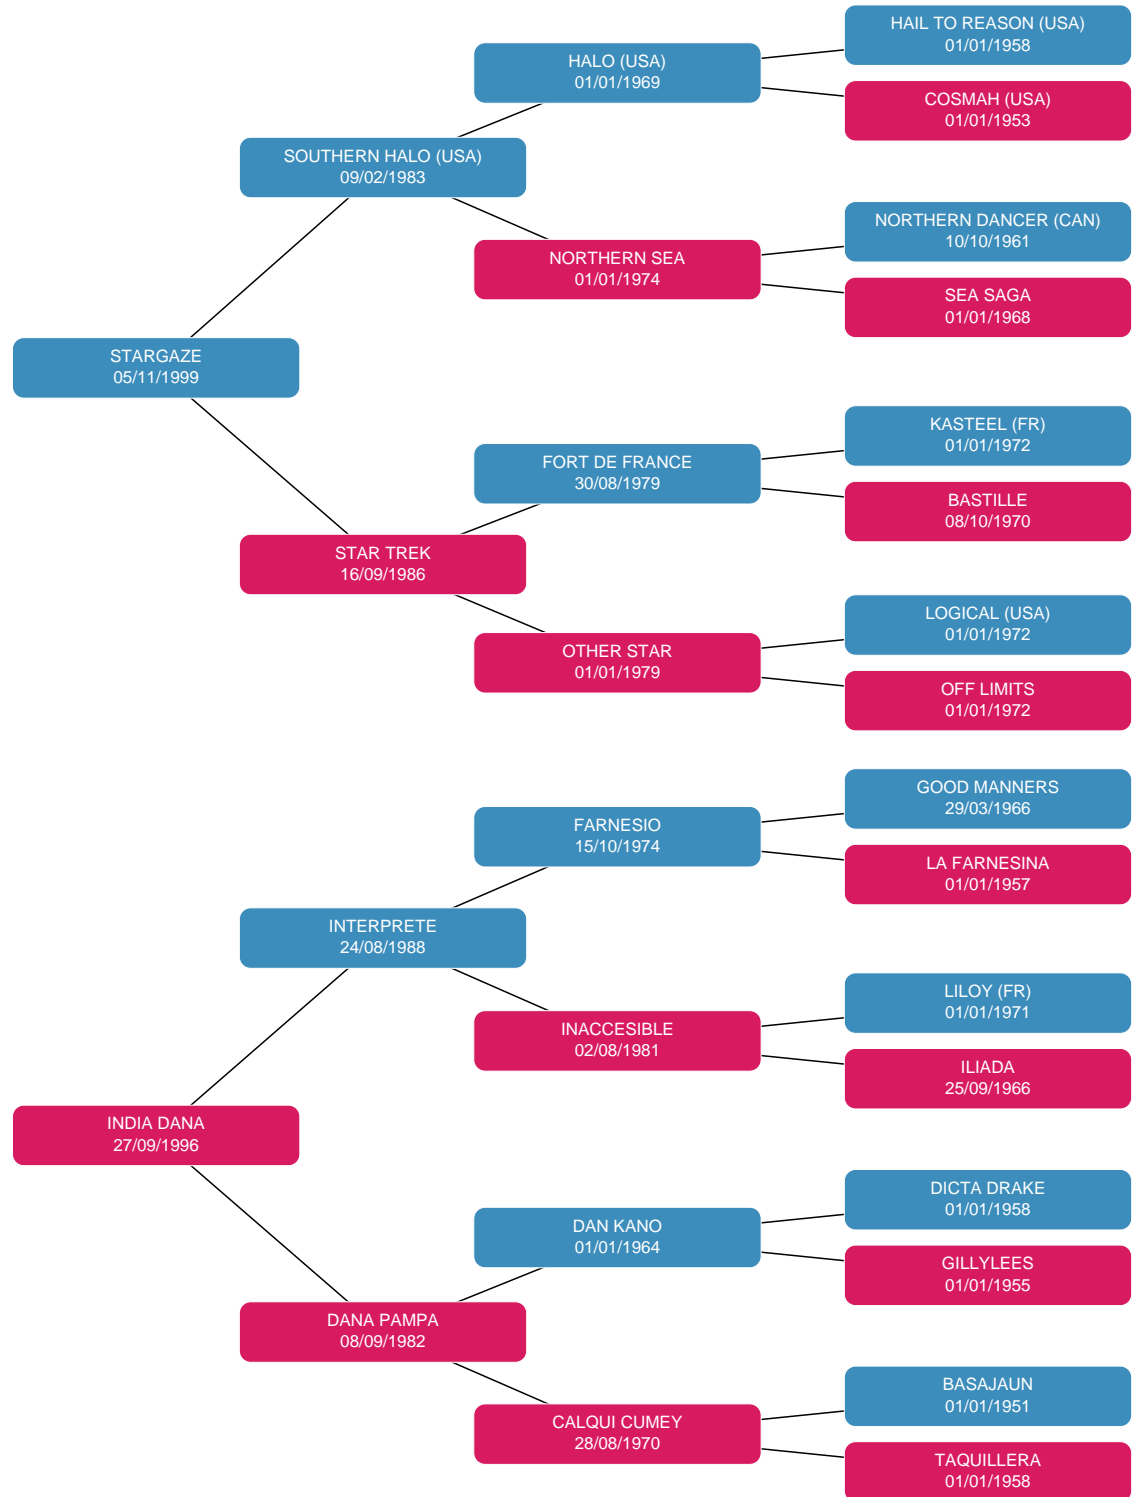 HAIL TO REASON (USA)
01/01/1958
HALO (USA)
01/01/1969
COSMAH (USA)
01/01/1953
SOUTHERN HALO (USA)
09/02/1983
NORTHERN DANCER (CAN)
10/10/1961
NORTHERN SEA
01/01/1974
SEA SAGA
01/01/1968
STARGAZE
05/11/1999
KASTEEL (FR)
01/01/1972
FORT DE FRANCE
30/08/1979
BASTILLE
08/10/1970
STAR TREK
16/09/1986
LOGICAL (USA)
01/01/1972
OTHER STAR
01/01/1979
OFF LIMITS
01/01/1972
GOOD MANNERS
29/03/1966
FARNESIO
15/10/1974
LA FARNESINA
01/01/1957
INTERPRETE
24/08/1988
LILOY (FR)
01/01/1971
INACCESIBLE
02/08/1981
ILIADA
25/09/1966
INDIA DANA
27/09/1996
DICTA DRAKE
01/01/1958
DAN KANO
01/01/1964
GILLYLEES
01/01/1955
DANA PAMPA
08/09/1982
BASAJAUN
01/01/1951
CALQUI CUMEY
28/08/1970
TAQUILLERA
01/01/1958